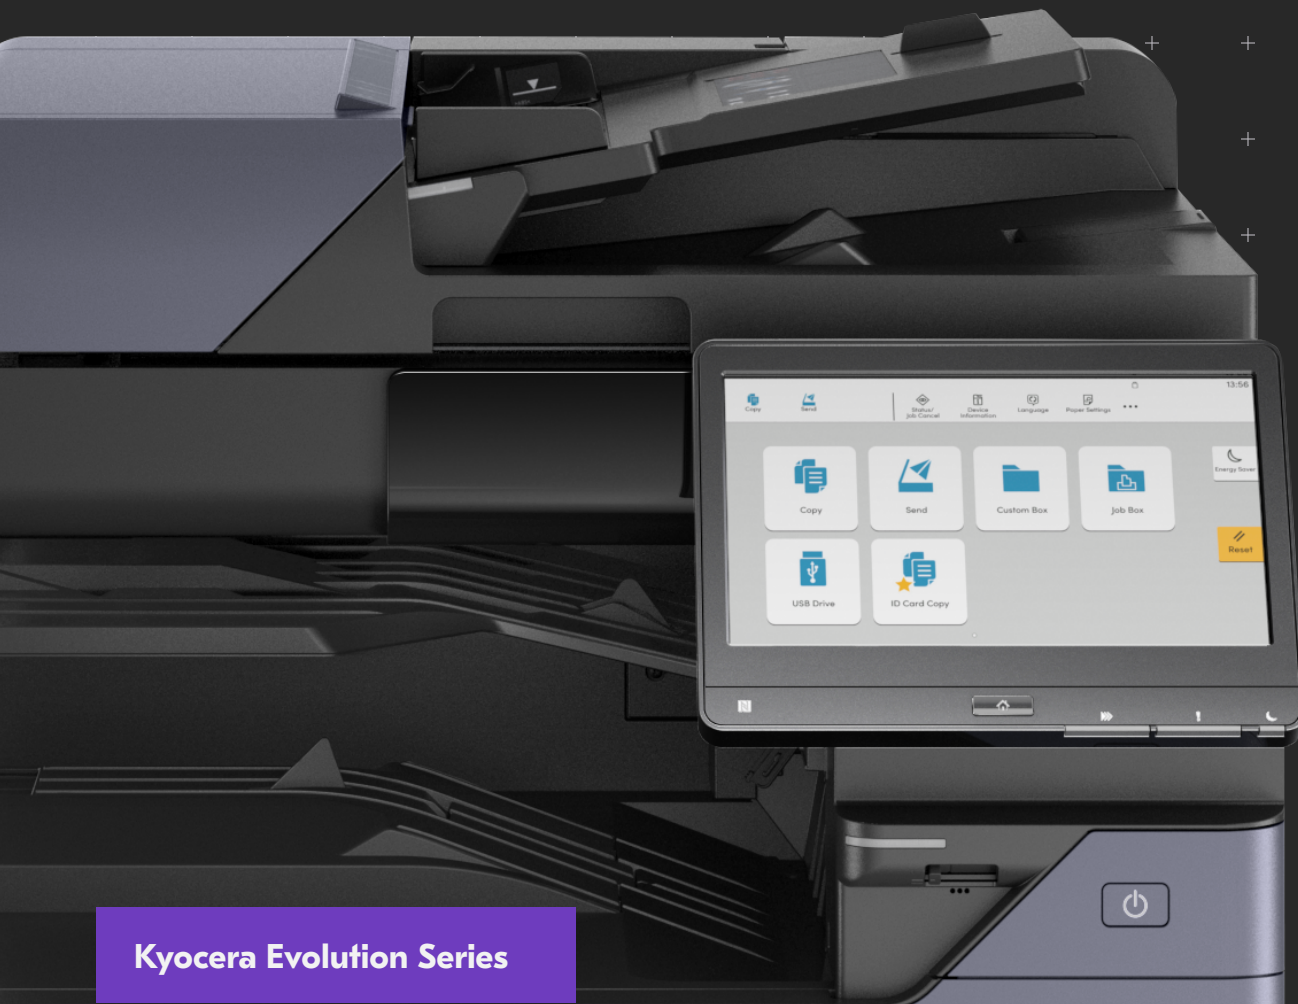 13:56
Copy
Send
Status/
Job Cancel
Device
Information
Language
Paper Settings
Energy Saver
Copy
Send
Custom Box
Job Box
Reset
USB Drive
ID Card Copy
Kyocera Evolution Series